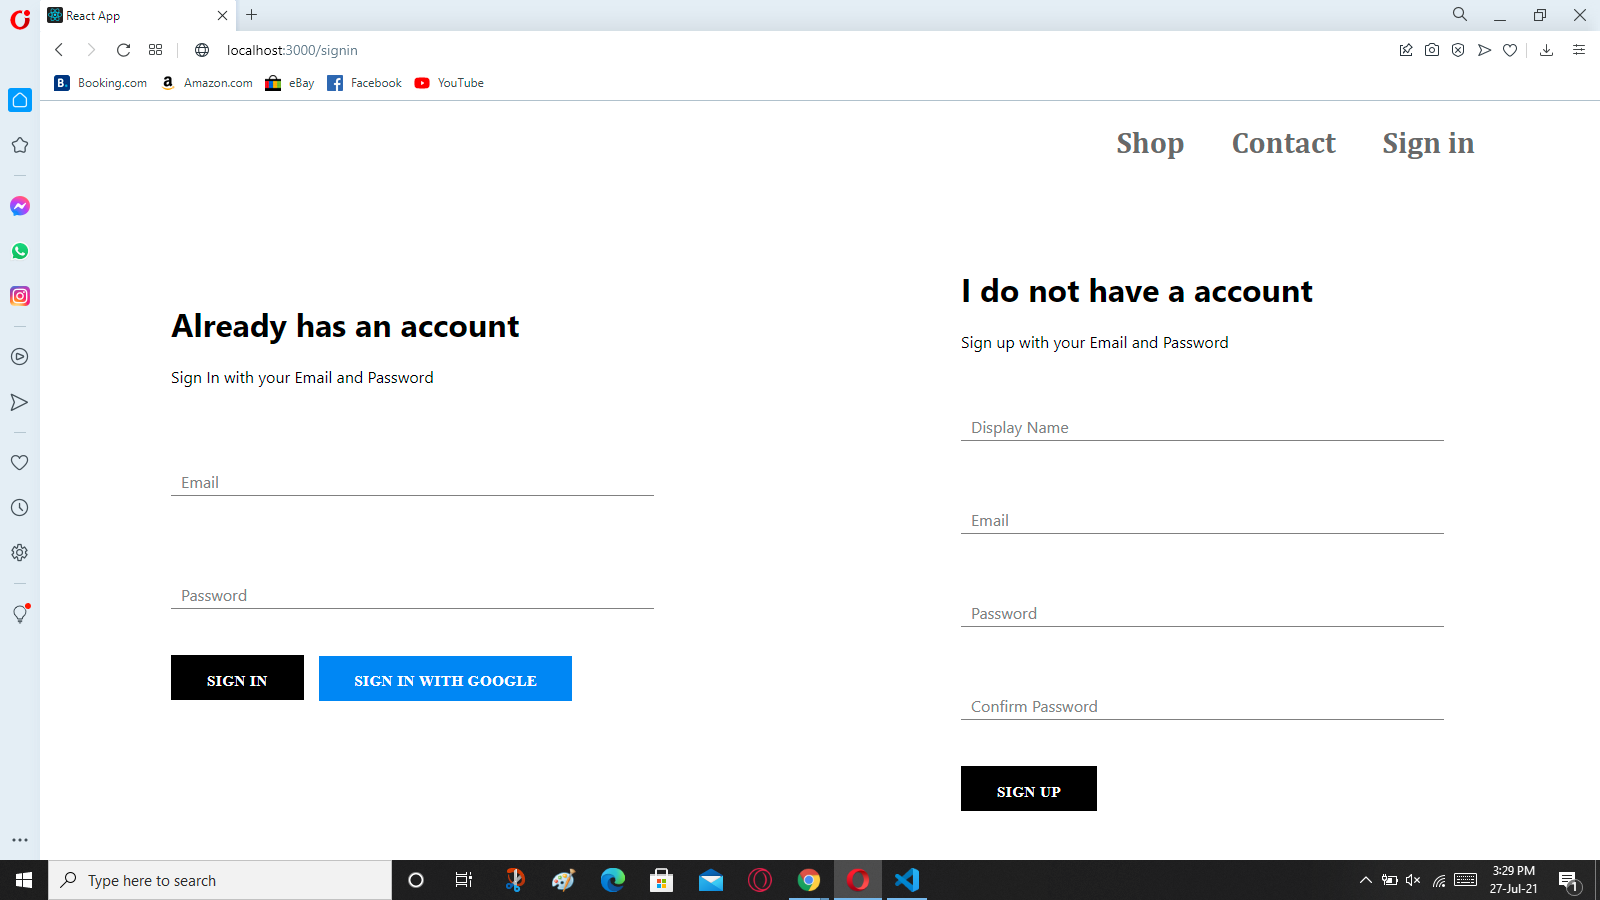 React App
localhost:3000/signin
B. Booking.com a Amazon.com eBay Facebook YouTube
Shop Contact Sign in
Already has an account
Sign In with your Email and Password
Email
Password
SIGN IN SIGN IN WITH GOOGLE
I do not have a account
Sign up with your Email and Password
Display Name
Email
Password
Confirm Password
SIGN UP
Type here to search
3:29 PM
27-Jul-21
1